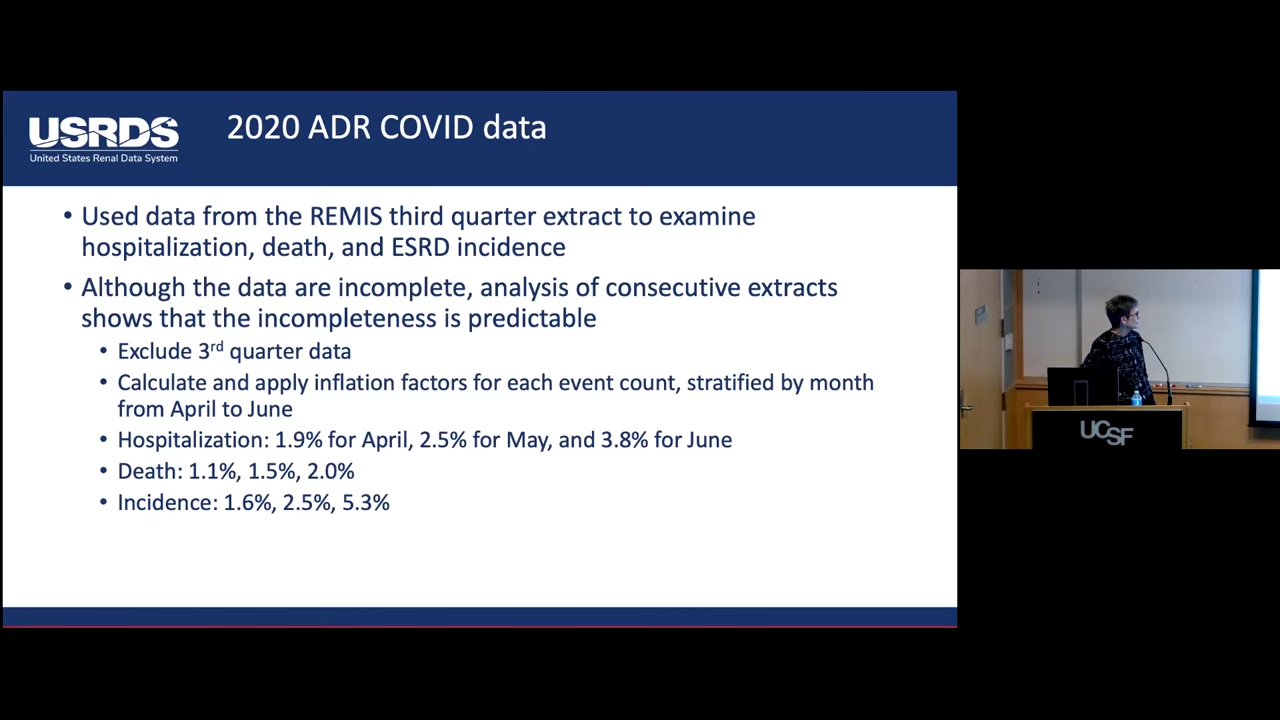 USRDS
United States Renal Data System
2020 ADR COVID data
• Used data from the REMIS third quarter extract to examine
hospitalization, death, and ESRD incidence
• Although the data are incomplete, analysis of consecutive extracts
shows that the incompleteness is predictable
• Exclude 3rd quarter data
• Calculate and apply inflation factors for each event count, stratified by month
from April to June
• Hospitalization: 1.9% for April, 2.5% for May, and 3.8% for June
• Death: 1.1%, 1.5%, 2.0%
• Incidence: 1.6%, 2.5%, 5.3%
UCSF